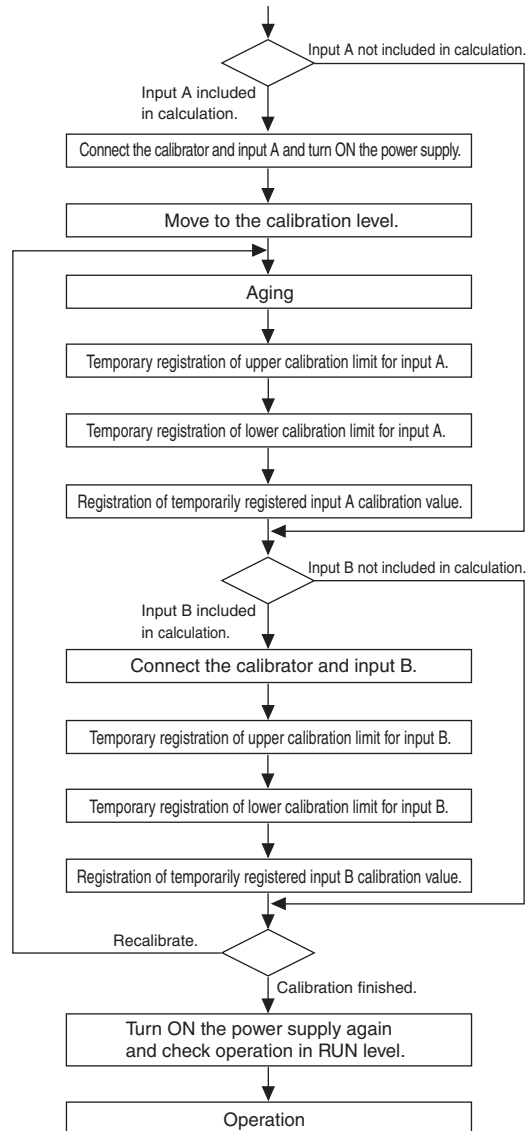 Input A not included in calculation.
Input A included
in calculation.
Connect the calibrator and input A and turn ON the power supply.
Move to the calibration level.
Aging
Temporary registration of upper calibration limit for input A.
Temporary registration of lower calibration limit for input A.
Registration of temporarily registered input A calibration value.
Input B not included in calculation.
Input B included
in calculation.
Connect the calibrator and input B.
Temporary registration of upper calibration limit for input B.
Temporary registration of lower calibration limit for input B.
Registration of temporarily registered input B calibration value.
Recalibrate.
Calibration finished.
Turn ON the power supply again
and check operation in RUN level.
Operation